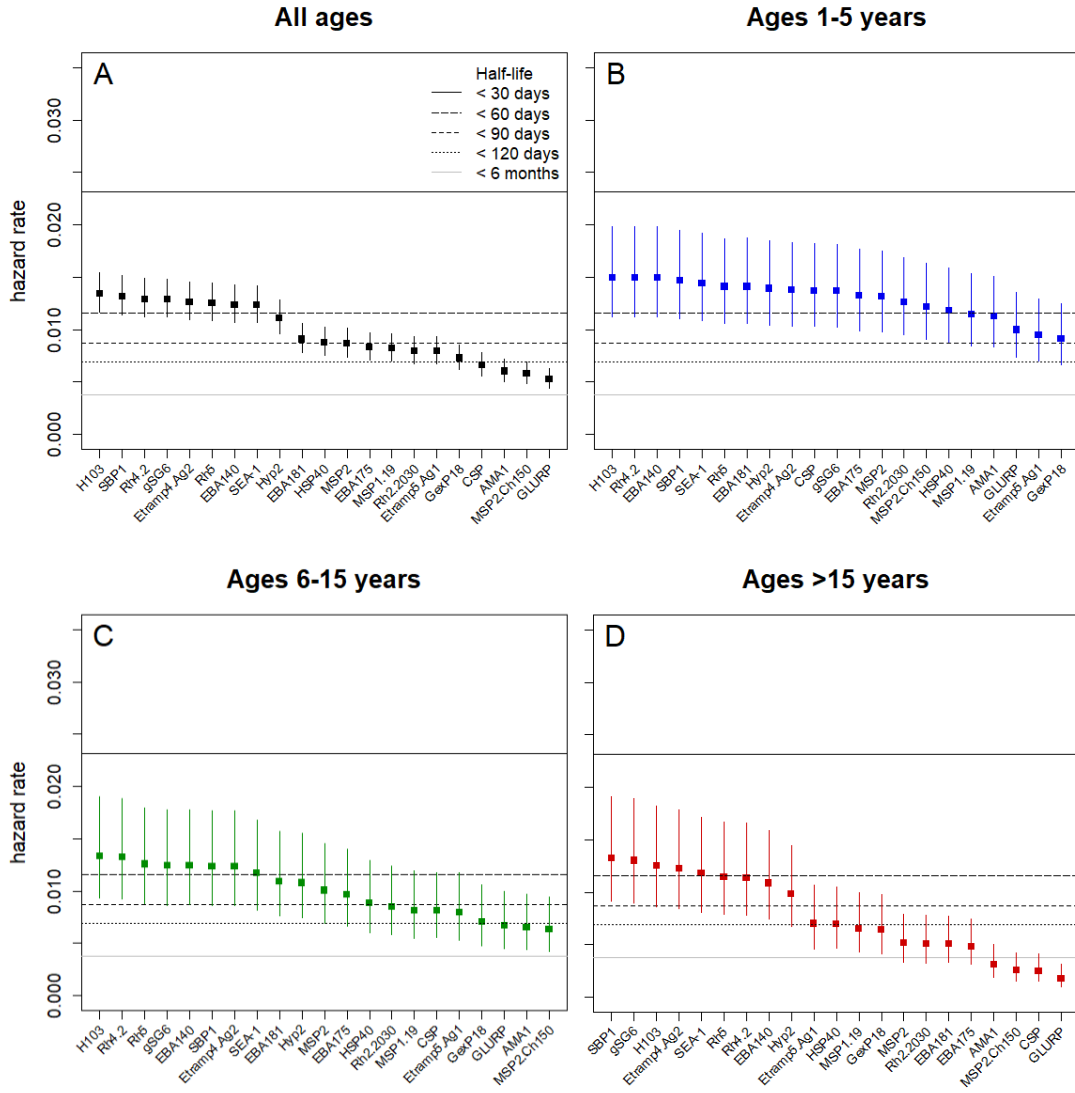 All ages
A
Half-life
< 30 days
< 60 days
< 90 days
< 120 days
< 6 months
hazard rate
0.000
0.010
0.020
0.030
H103
SBP1
Rh4.2
gSG6
Etramp4.Ag2
Rh5
EBA140
SEA-1
Hyp2
EBA181
HSP40
MSP2
EBA175
MSP1.19
Rh2.2030
Etramp5.Ag1
GexP18
CSP
AMA1
MSP2.Ch150
GLURP
Ages 1-5 years
B
H103
Rh4.2
EBA140
SBP1
SEA-1
Rh5
EBA181
Hyp2
Etramp4.Ag2
CSP
gSG6
EBA175
MSP2
Rh2.2030
MSP2.Ch150
HSP40
MSP1.19
AMA1
GLURP
Etramp5.Ag1
GexP18
Ages 6-15 years
C
hazard rate
0.000
0.010
0.020
0.030
H103
Rh4.2
Rh5
gSG6
EBA140
SBP1
Etramp4.Ag2
SEA-1
EBA181
Hyp2
MSP2
EBA175
HSP40
Rh2.2030
MSP1.19
CSP
Etramp5.Ag1
GexP18
GLURP
AMA1
MSP2.Ch150
Ages >15 years
D
SBP1
gSG6
H103
Etramp4.Ag2
SEA-1
Rh5
Rh4.2
EBA140
Hyp2
Etramp5.Ag1
HSP40
MSP1.19
GexP18
MSP2
Rh2.2030
EBA181
EBA175
AMA1
MSP2.Ch150
CSP
GLURP